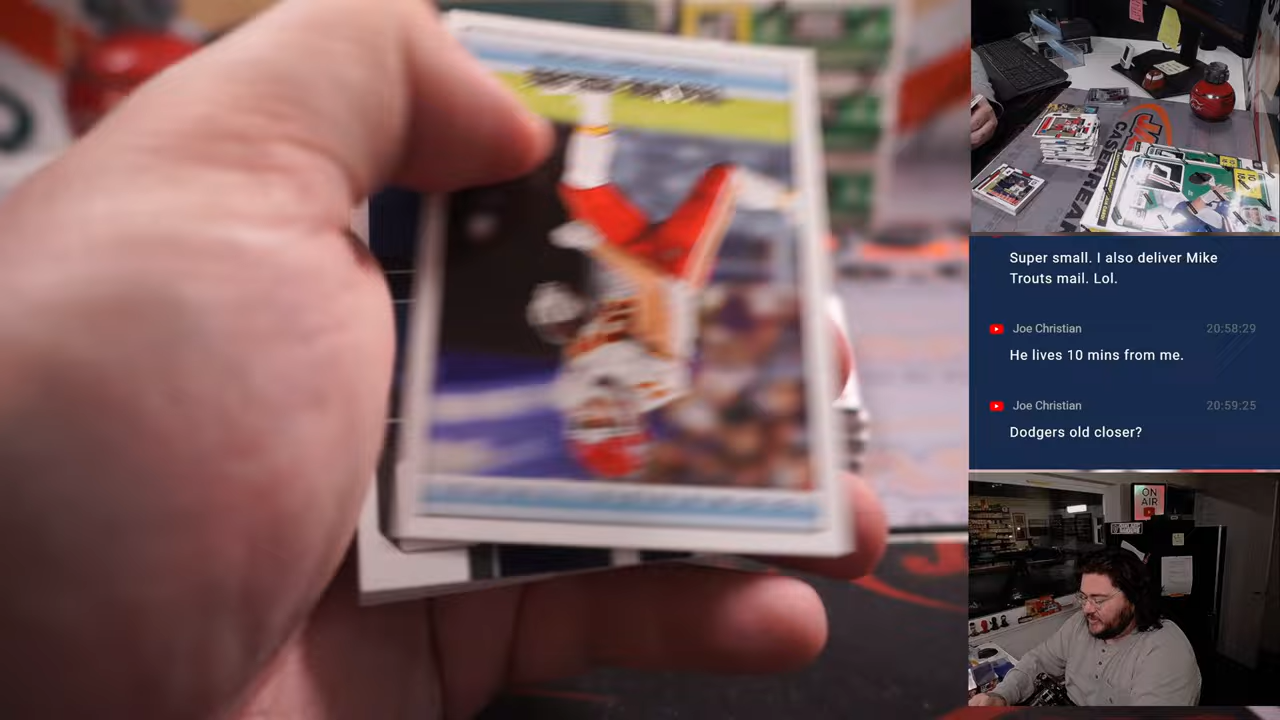 Super small. I also deliver Mike
Trouts mail. Lol.
Joe Christian 20:58:29
He lives 10 mins from me.
Joe Christian 20:59:25
Dodgers old closer?
ON
AIR